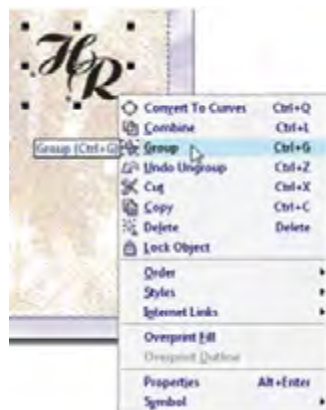 HR
Convert To Curves Ctrl+Q
Combine Ctrl+L
Group (Ctrl+G)
Group Ctrl+G
Undo Ungroup Ctrl+Z
Cut Ctrl+X
Copy Ctrl+C
Delete Delete
Lock Object
Order
Styles
Internet Links
Overprint Fill
Overprint Outline
Properties Alt+Enter
Symbol